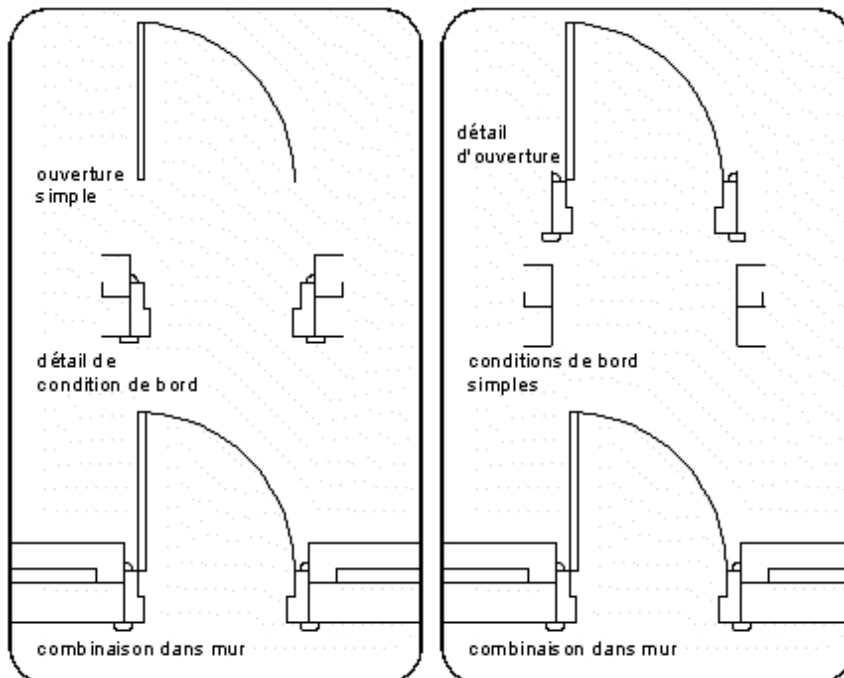 ouverture
simple
détail de
condition de bord
combinaison dans mur
détail
d'ouverture
conditions de bord
simples
combinaison dans mur